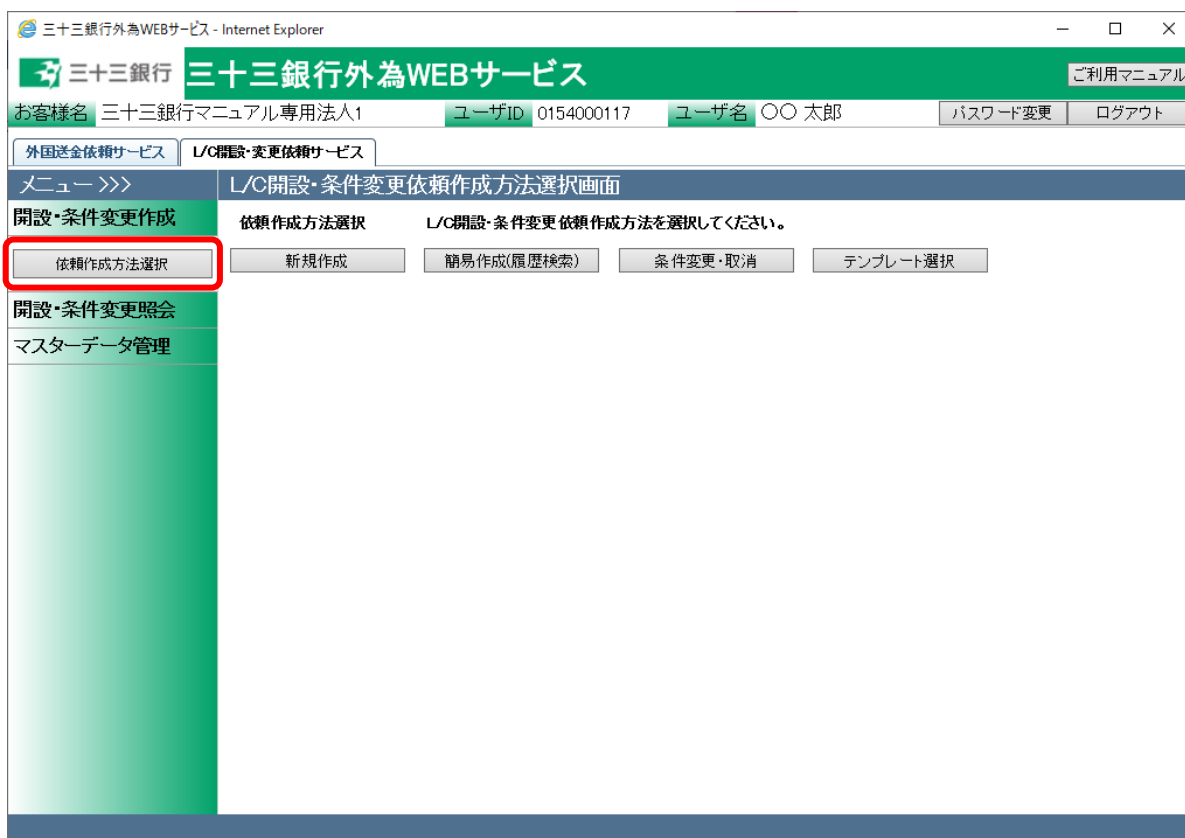 三十三銀行外為WEBサービス - Internet Explorer
三十三銀行 三十三銀行外為WEBサービス ご利用マニュアル
お客様名 三十三銀行マニュアル専用法人1 ユーザID 0154000117 ユーザ名 〇〇 太郎 パスワード変更 ログアウト
外国送金依頼サービス L/C開設・変更依頼サービス
メニュー >>> L/C開設・条件変更依頼作成方法選択画面
開設・条件変更作成 依頼作成方法選択 L/C開設・条件変更依頼作成方法を選択してください。
依頼作成方法選択 新規作成 簡易作成(履歴検索) 条件変更・取消 テンプレート選択
開設・条件変更照会
マスターデータ管理